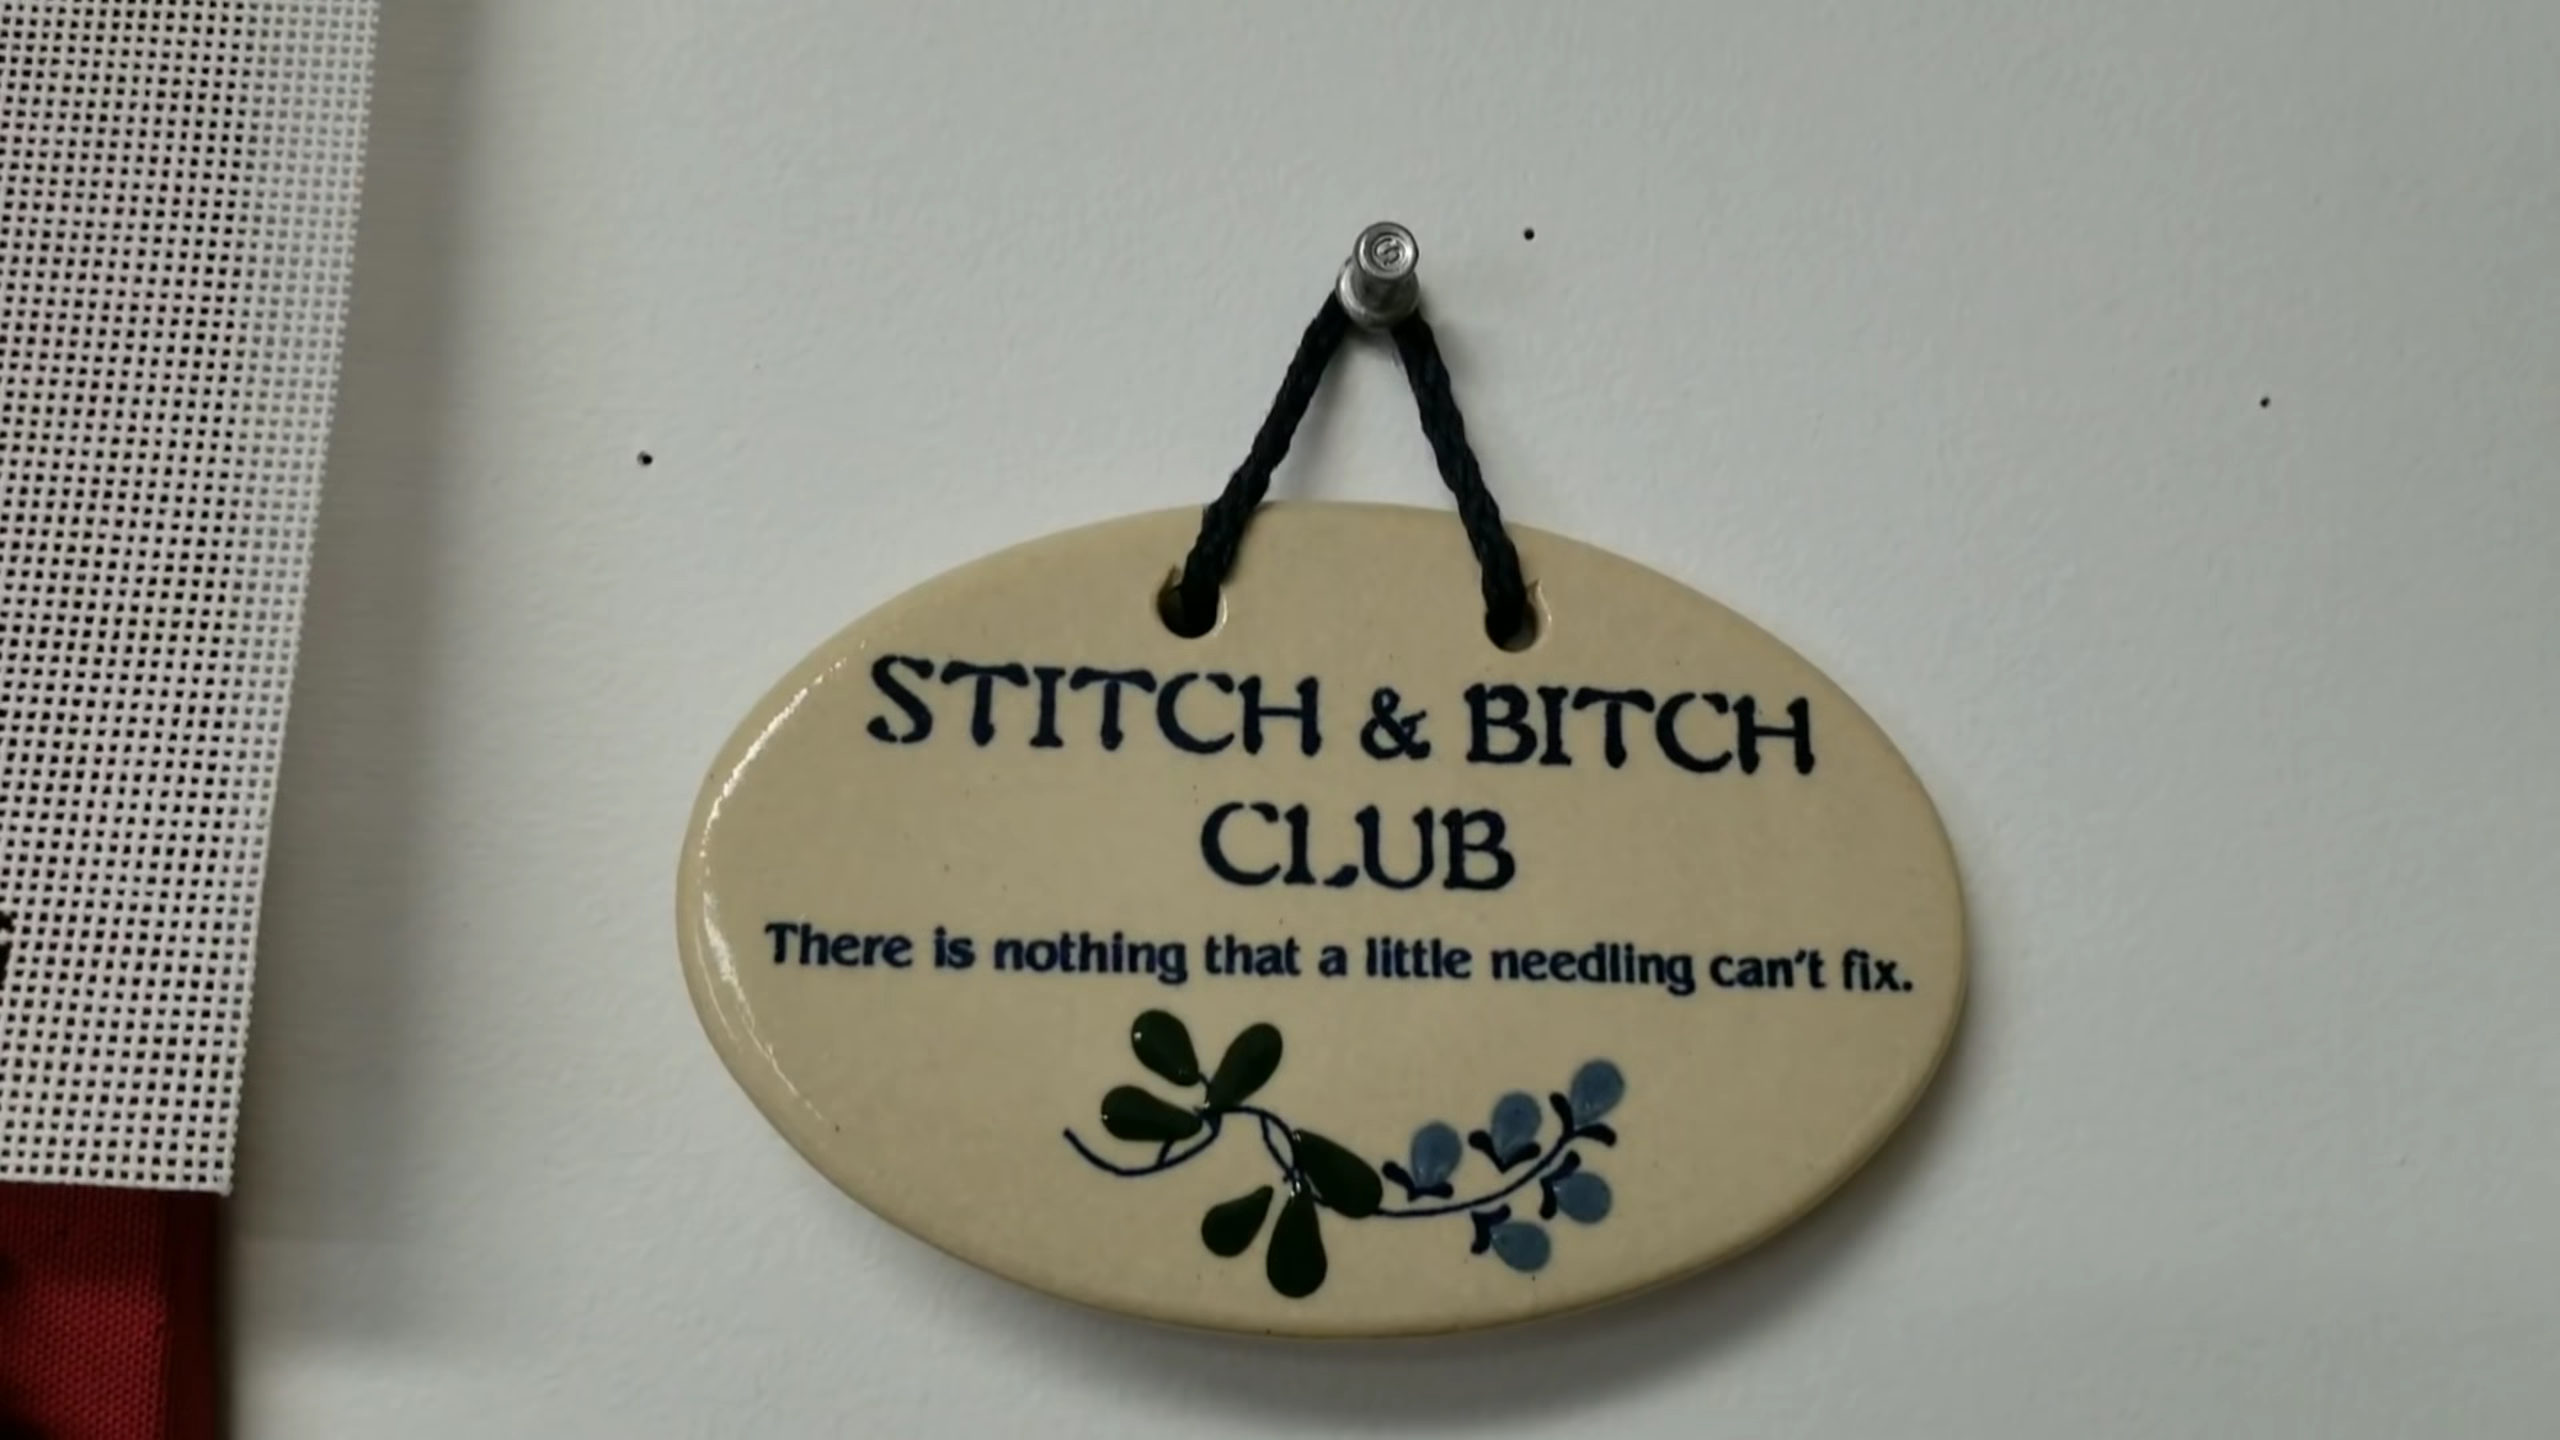 STITCH & BITCH
CLUB
There is nothing that a little needling can't fix.